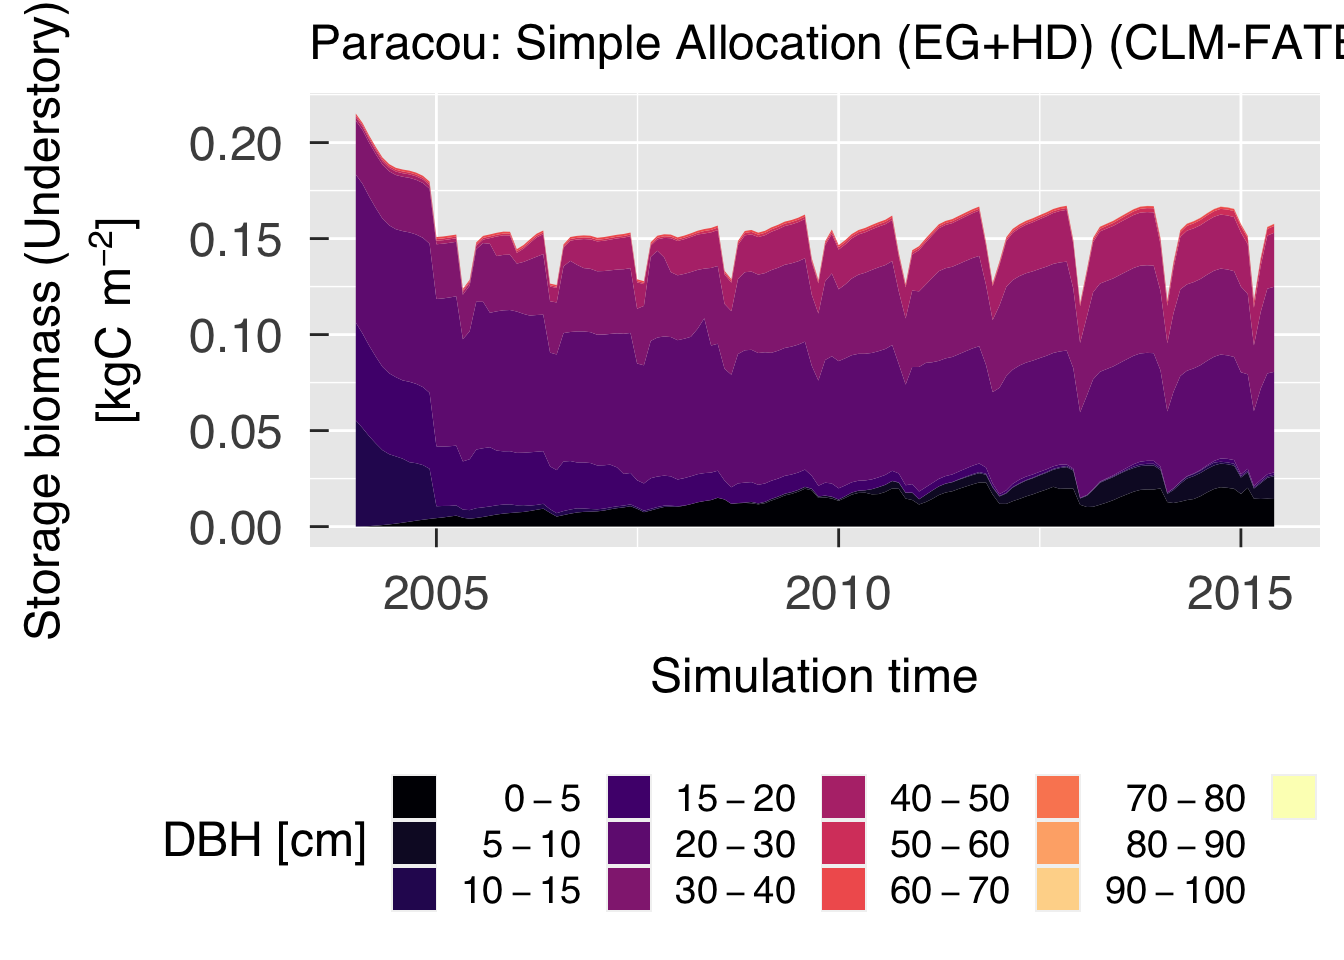 Paracou: Simple Allocation (EG+HD) (CLM-FATE
Storage biomass (Understory)
[kgC m⁻²]
0.20
0.15
0.10
0.05
0.00
2005 2010 2015
Simulation time
DBH [cm]
0 – 5 15 – 20 40 – 50 70 – 80
5 – 10 20 – 30 50 – 60 80 – 90
10 – 15 30 – 40 60 – 70 90 – 100